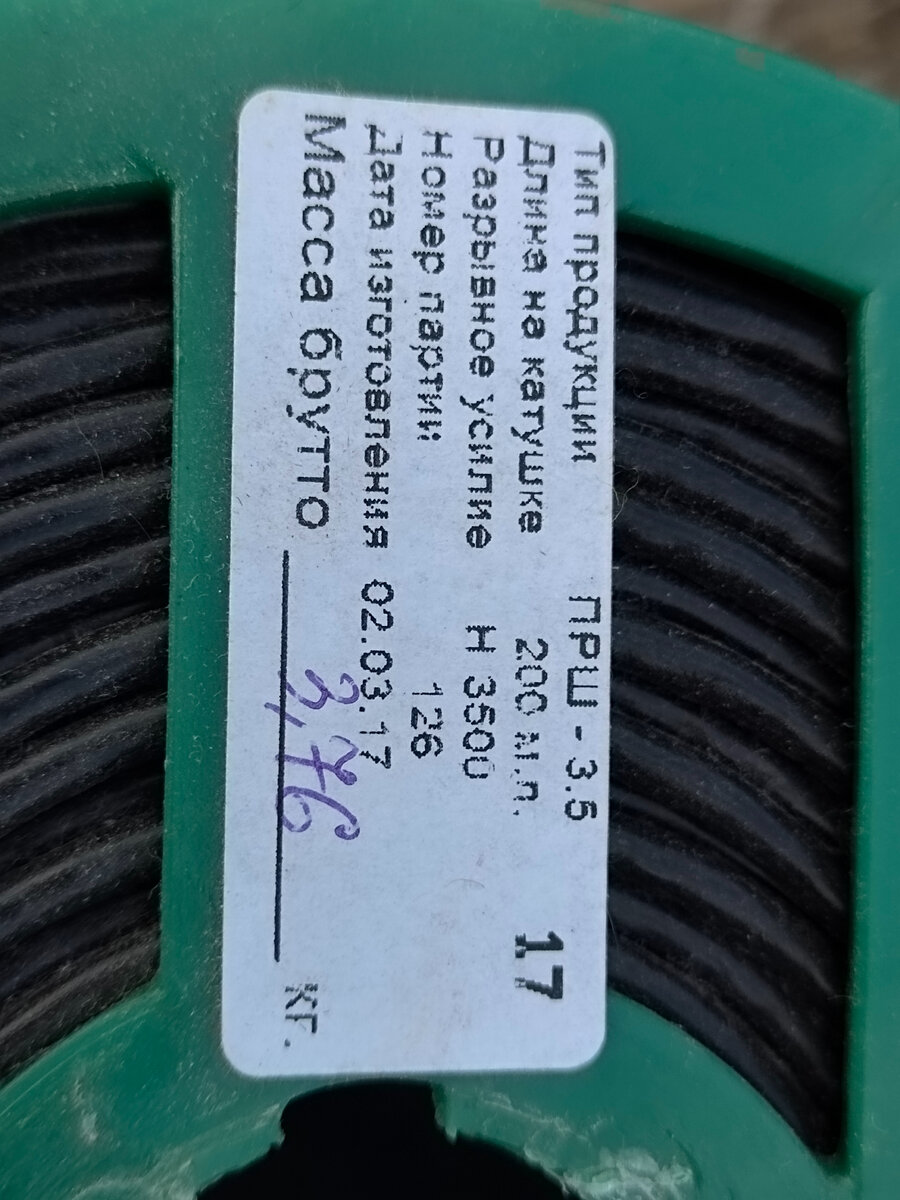 Тип продукции ПРШ - 3.5
Длина на катушке 200 м.п. 17
Разрывное усилие Н 3500
Номер партии: 126
Дата изготовления 02.03.17
Масса брутто 3,76 кг.